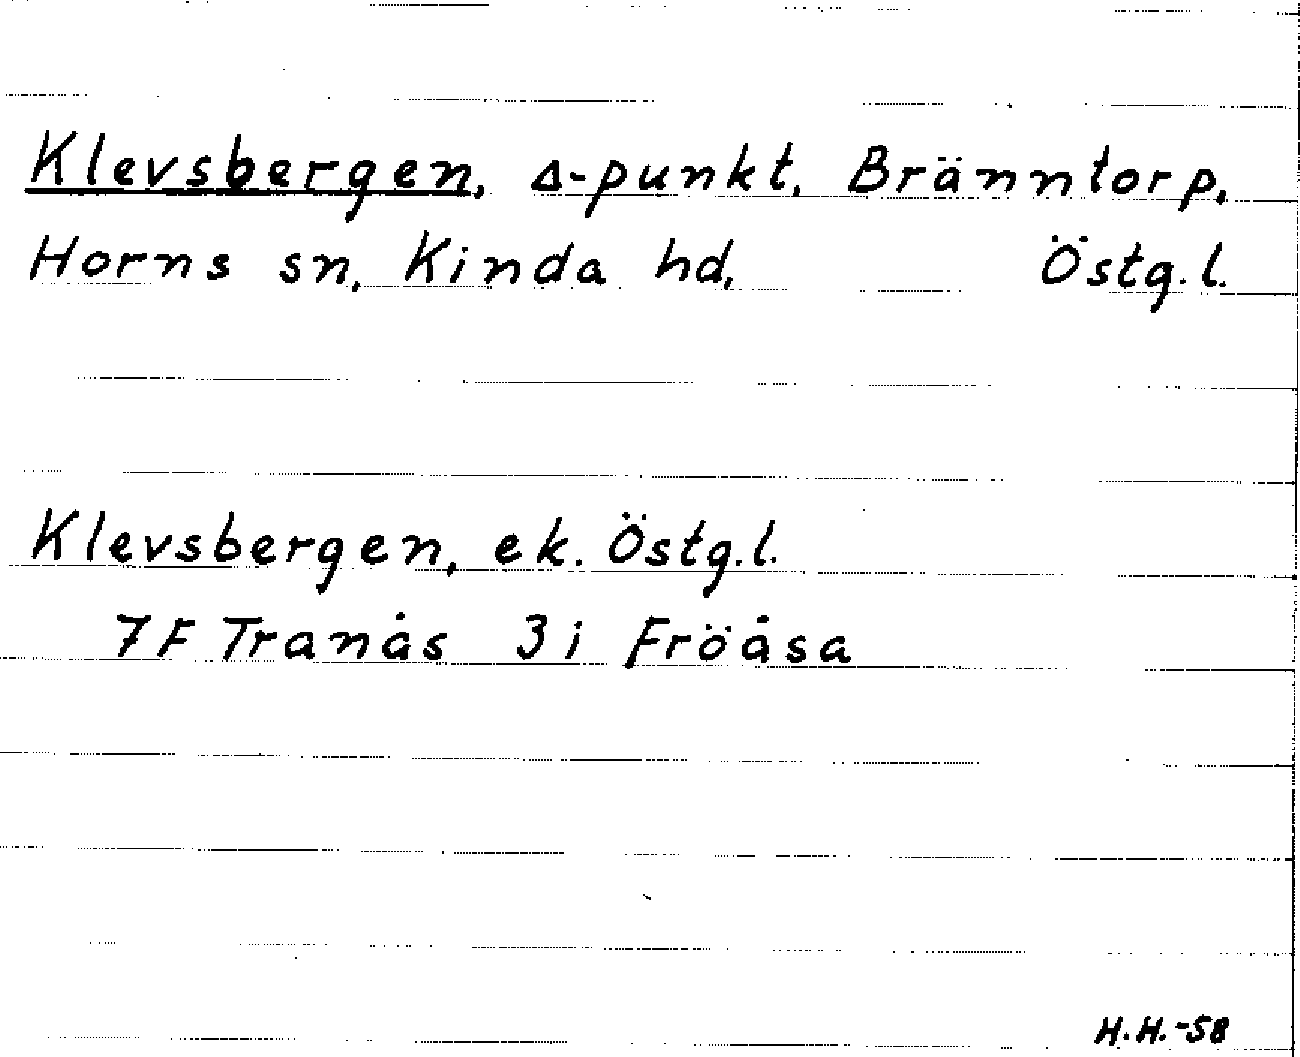 Klevsbergen, Δ-punkt, Bränntorp,
Horns sn, Kinda hd, Östg.l.
Klevsbergen, ek. Östg.l.
7F Tranås 3i Fröåsa
H.H.-58